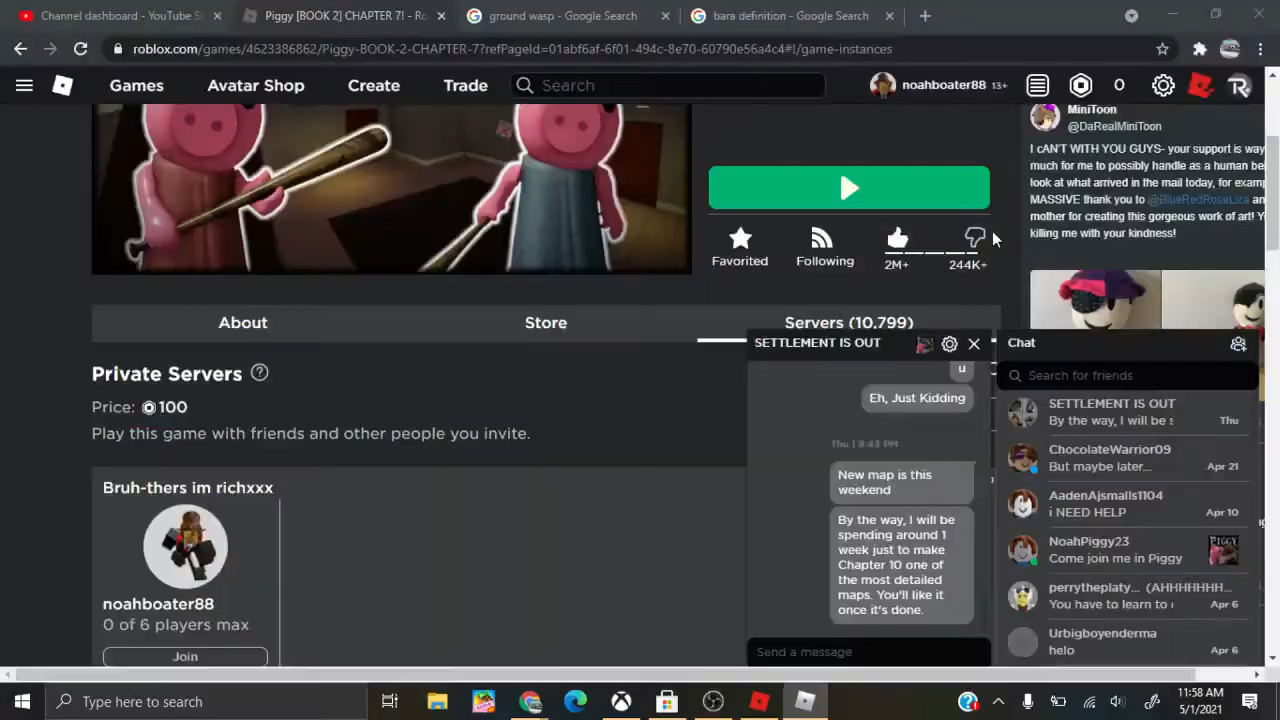 Channel dashboard - YouTube S
Piggy [BOOK 2] CHAPTER 7! - Ro
ground wasp - Google Search
bara definition - Google Search
roblox.com/games/4623386862/Piggy-BOOK-2-CHAPTER-7?refPageId=01abf6af-6f01-494c-8e70-60790e56a4c4#!/game-instances
Games
Avatar Shop
Create
Trade
Search
noahboater88 13+
0
MiniToon
@DaRealMiniToon
I cAN'T WITH YOU GUYS- your support is way
much for me to possibly handle as a human be
look at what arrived in the mail today, for examp
MASSIVE thank you to @BlueRedRoseLiza an
mother for creating this gorgeous work of art! Y
killing me with your kindness!
Favorited
Following
2M+
244K+
About
Store
Servers (10,799)
Private Servers
Price: 100
Play this game with friends and other people you invite.
Bruh-thers im richxxx
noahboater88
0 of 6 players max
Join
SETTLEMENT IS OUT
u
Eh, Just Kidding
Thu | 8:43 PM
New map is this
weekend
By the way, I will be
spending around 1
week just to make
Chapter 10 one of
the most detailed
maps. You'll like it
once it's done.
Send a message
Chat
Search for friends
SETTLEMENT IS OUT
By the way, I will be s
Thu
ChocolateWarrior09
But maybe later...
Apr 21
AadenAjsmalls1104
i NEED HELP
Apr 10
NoahPiggy23
Come join me in Piggy
PIGGY
perrytheplaty... (AHHHHHHH...
You have to learn to
Apr 6
Urbigboyenderma
helo
Apr 6
Type here to search
11:58 AM
5/1/2021